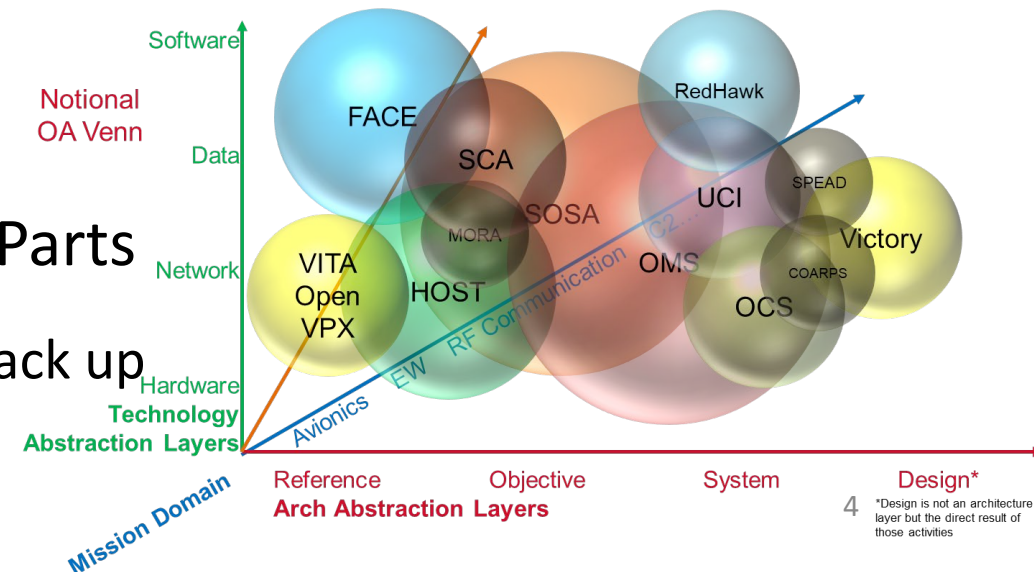 Software
Notional
OA Venn
Data
Parts
Network
ack up
Hardware
Technology
Abstraction Layers
FACE
SCA
RedHawk
SPEAD
UCI
SOSA
MORA
Victory
VITA
Open
VPX
HOST
OMS
COARPS
OCS
Avionics
EW
RF Communication
C2....
Mission Domain
Reference
Objective
System
Design*
Arch Abstraction Layers
4
*Design is not an architecture
layer but the direct result of
those activities